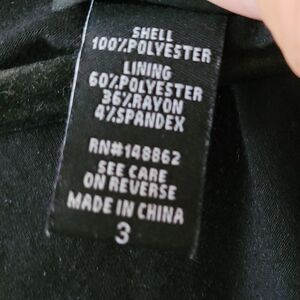 SHELL
100%POLYESTER
LINING
60%POLYESTER
36%RAYON
4%SPANDEX
RN#148862
SEE CARE
ON REVERSE
MADE IN CHINA
3